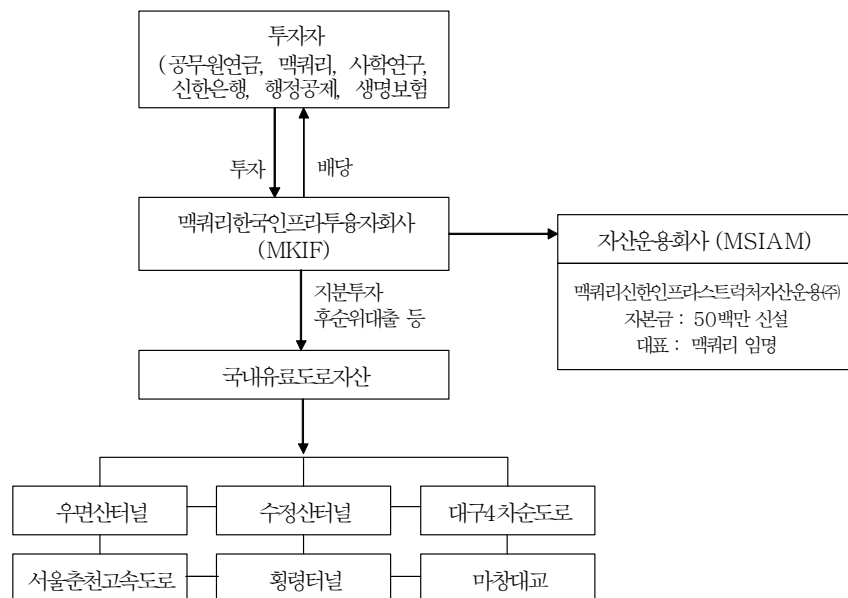 투자자
(공무원연금, 맥쿼리, 사학연구,
신한은행, 행정공제, 생명보험
투자
배당
맥쿼리한국인프라투융자회사
(MKIF)
자산운용회사 (MSIAM)
맥쿼리신한인프라스트럭처자산운용㈜
자본금 : 50백만 신설
대표 : 맥쿼리 임명
지분투자
후순위대출 등
국내유료도로자산
우면산터널
수정산터널
대구4차순도로
서울춘천고속도로
횡령터널
마창대교